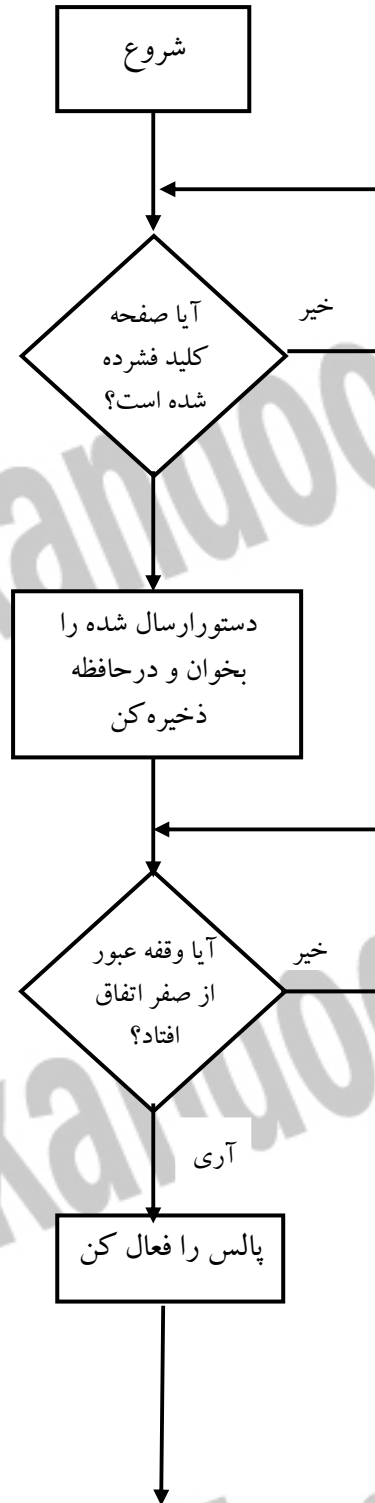 شروع
آیا صفحه
کلید فشرده
شده است؟
خیر
دستورارسال شده را
بخوان و درحافظه
ذخیره کن
آیا وقفه عبور
از صفر اتفاق
افتاد؟
خیر
آری
پالس را فعال کن